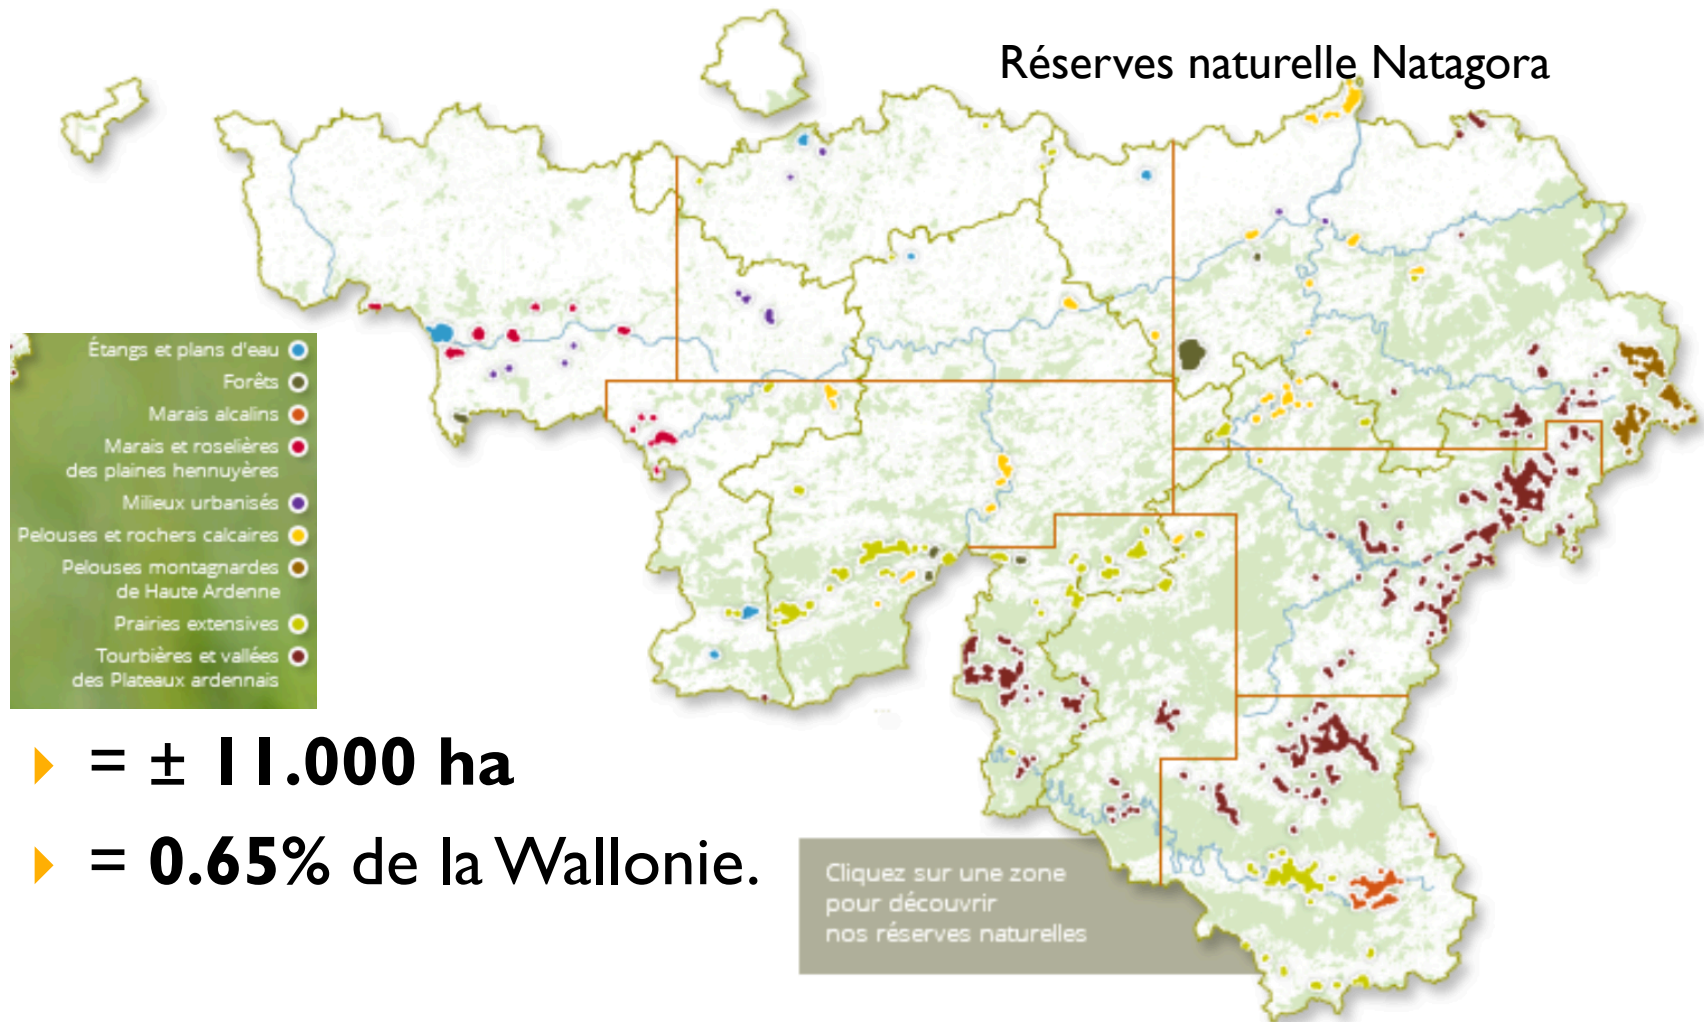 Réserves naturelle Natagora
Étangs et plans d'eau
Forêts
Marais alcalins
Marais et roselières
des plaines hennuyères
Milieux urbanisés
Pelouses et rochers calcaires
Pelouses montagnardes
de Haute Ardenne
Prairies extensives
Tourbières et vallées
des Plateaux ardennais
= ± 11.000 ha
= 0.65% de la Wallonie.
Cliquez sur une zone
pour découvrir
nos réserves naturelles